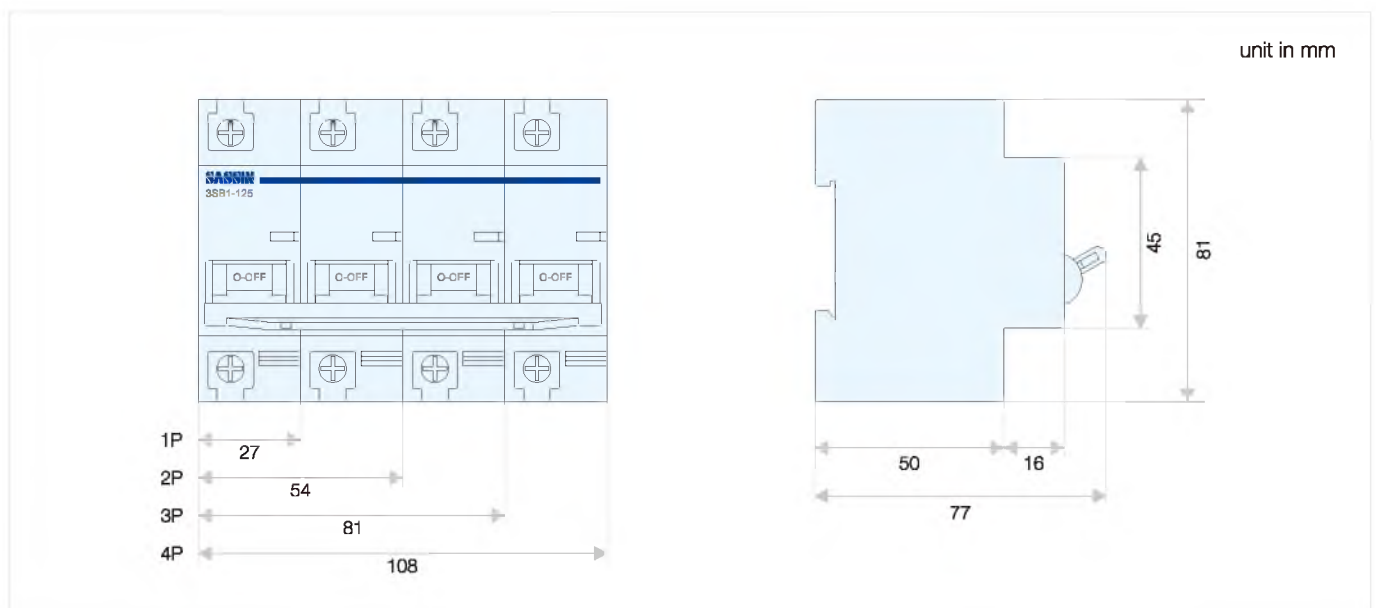 unit in mm
SASSIN
3SB1-125
O-OFF O-OFF O-OFF O-OFF
45
81
1P 27
2P 54
3P 81
4P 108
50 16
77